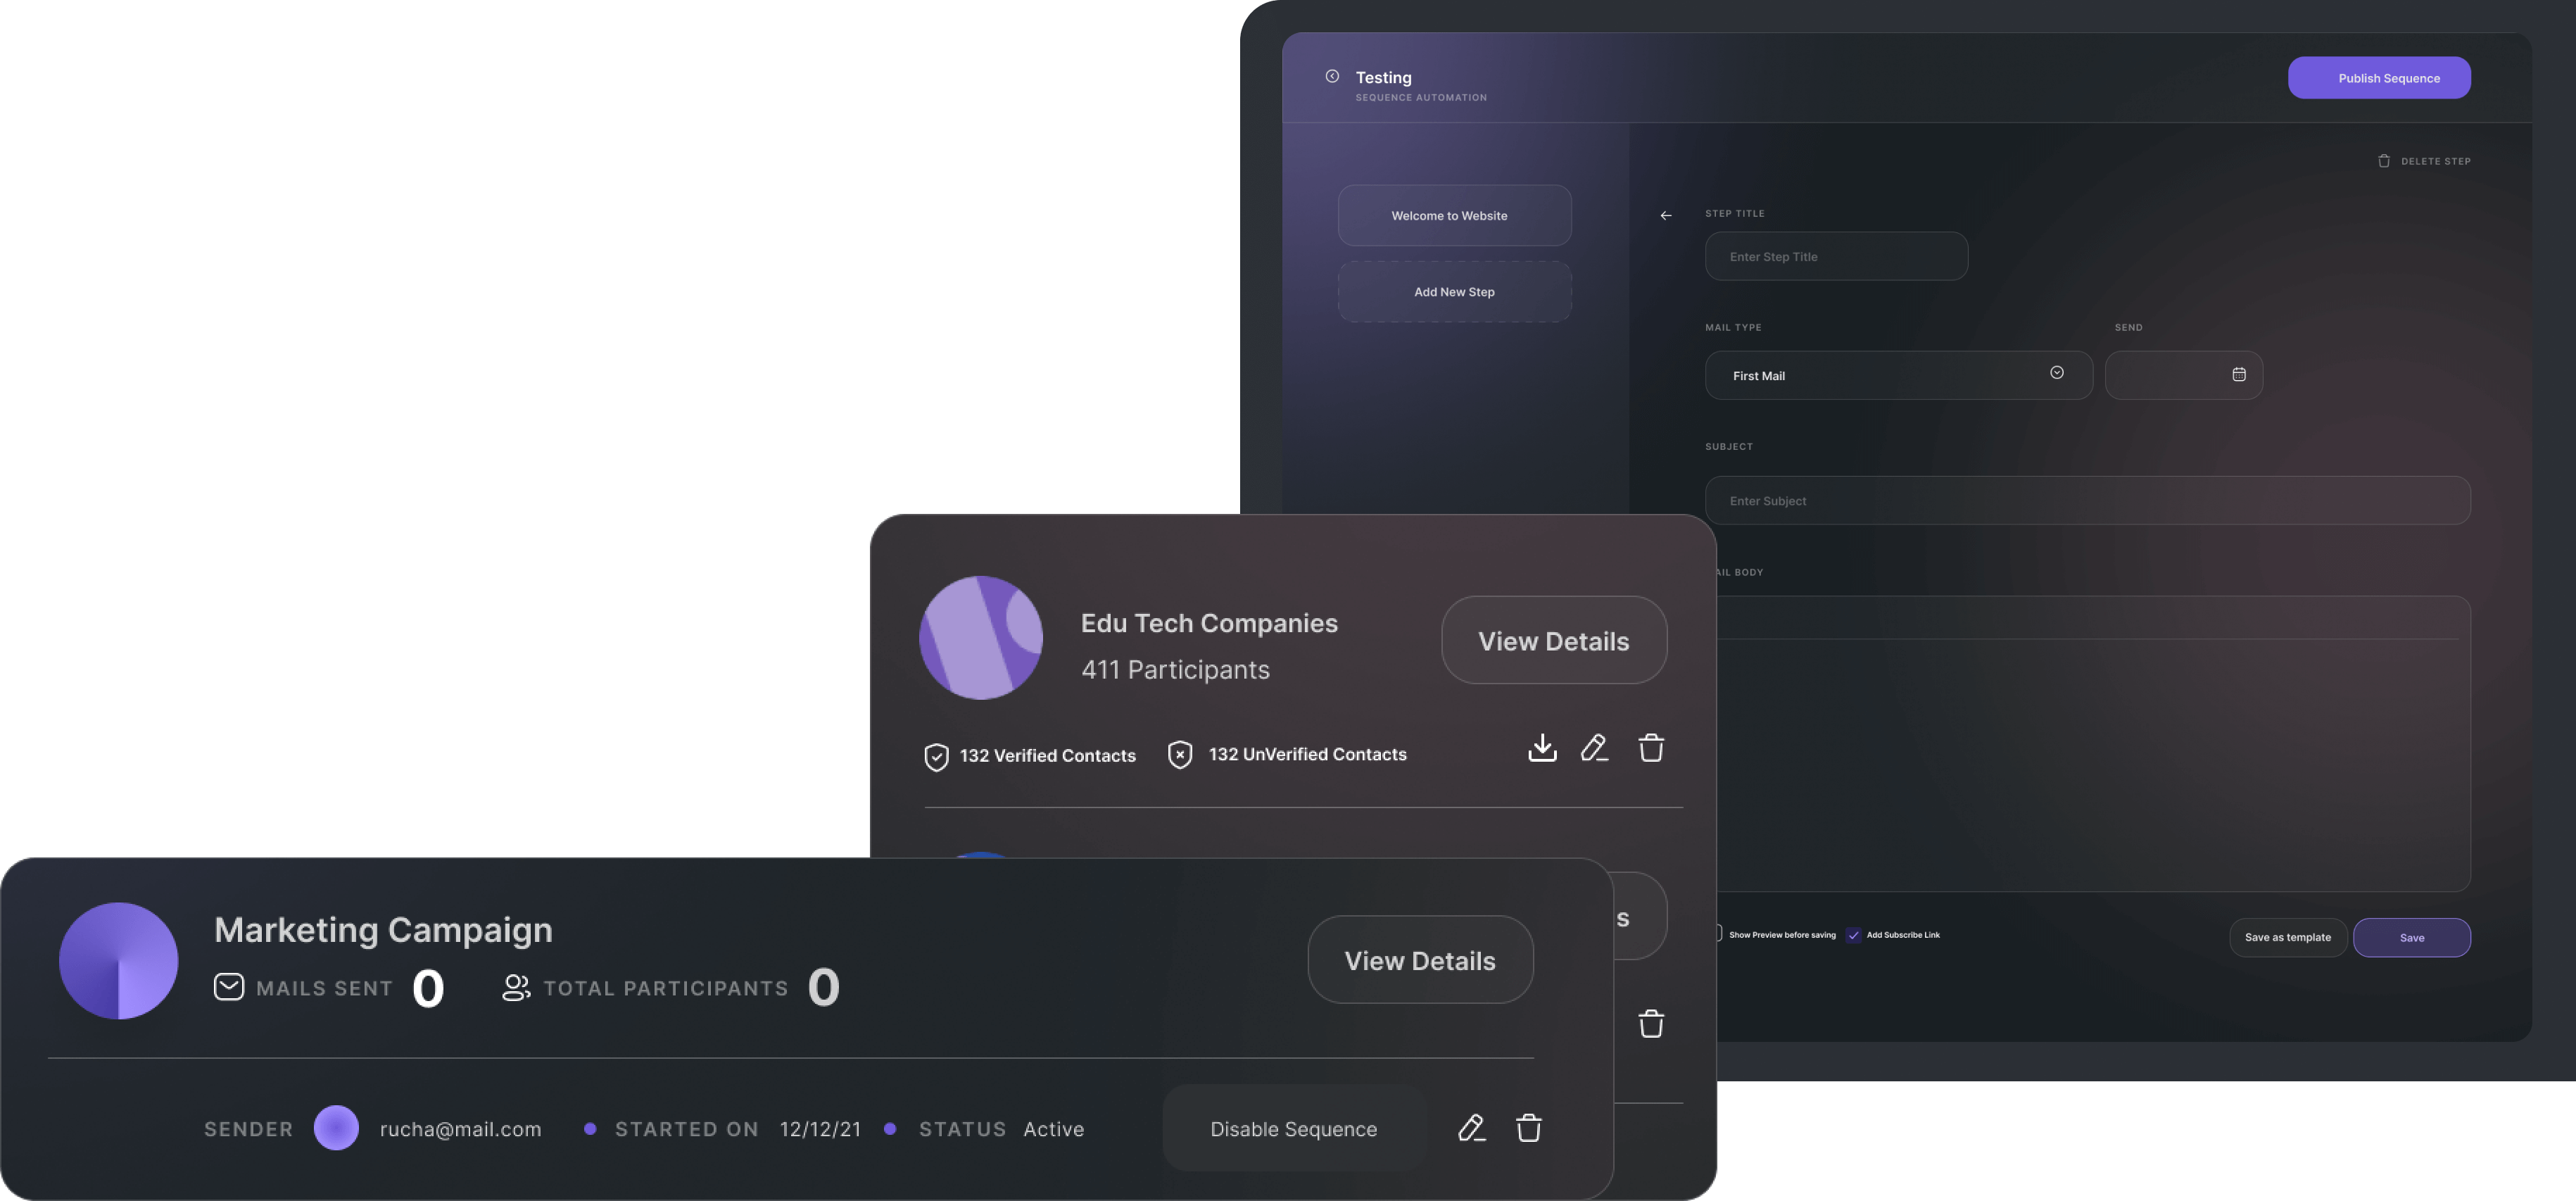 Testing
SEQUENCE AUTOMATION
Publish Sequence
DELETE STEP
Welcome to Website
Add New Step
STEP TITLE
Enter Step Title
MAIL TYPE
SEND
First Mail
SUBJECT
Enter Subject
AIL BODY
Show Preview before saving
Add Subscribe Link
Save as template
Save
Edu Tech Companies
411 Participants
View Details
132 Verified Contacts
132 UnVerified Contacts
s
Marketing Campaign
MAILS SENT 0
TOTAL PARTICIPANTS 0
View Details
SENDER
rucha@mail.com
STARTED ON 12/12/21
STATUS Active
Disable Sequence